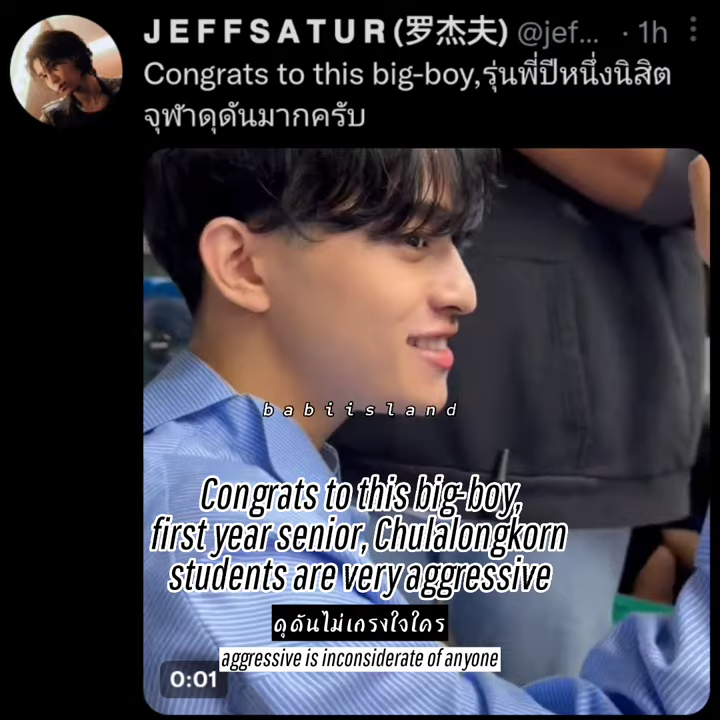 JEFFSATUR(罗杰夫) @jef... · 1h
Congrats to this big-boy,รุ่นพี่ปีหนึ่งนิสิต
จุฬาดุดันมากครับ
babiisland
Congrats to this big-boy,
first year senior, Chulalongkorn
students are very aggressive
ดุดันไม่เกรงใจใคร
aggressive is inconsiderate of anyone
0:01